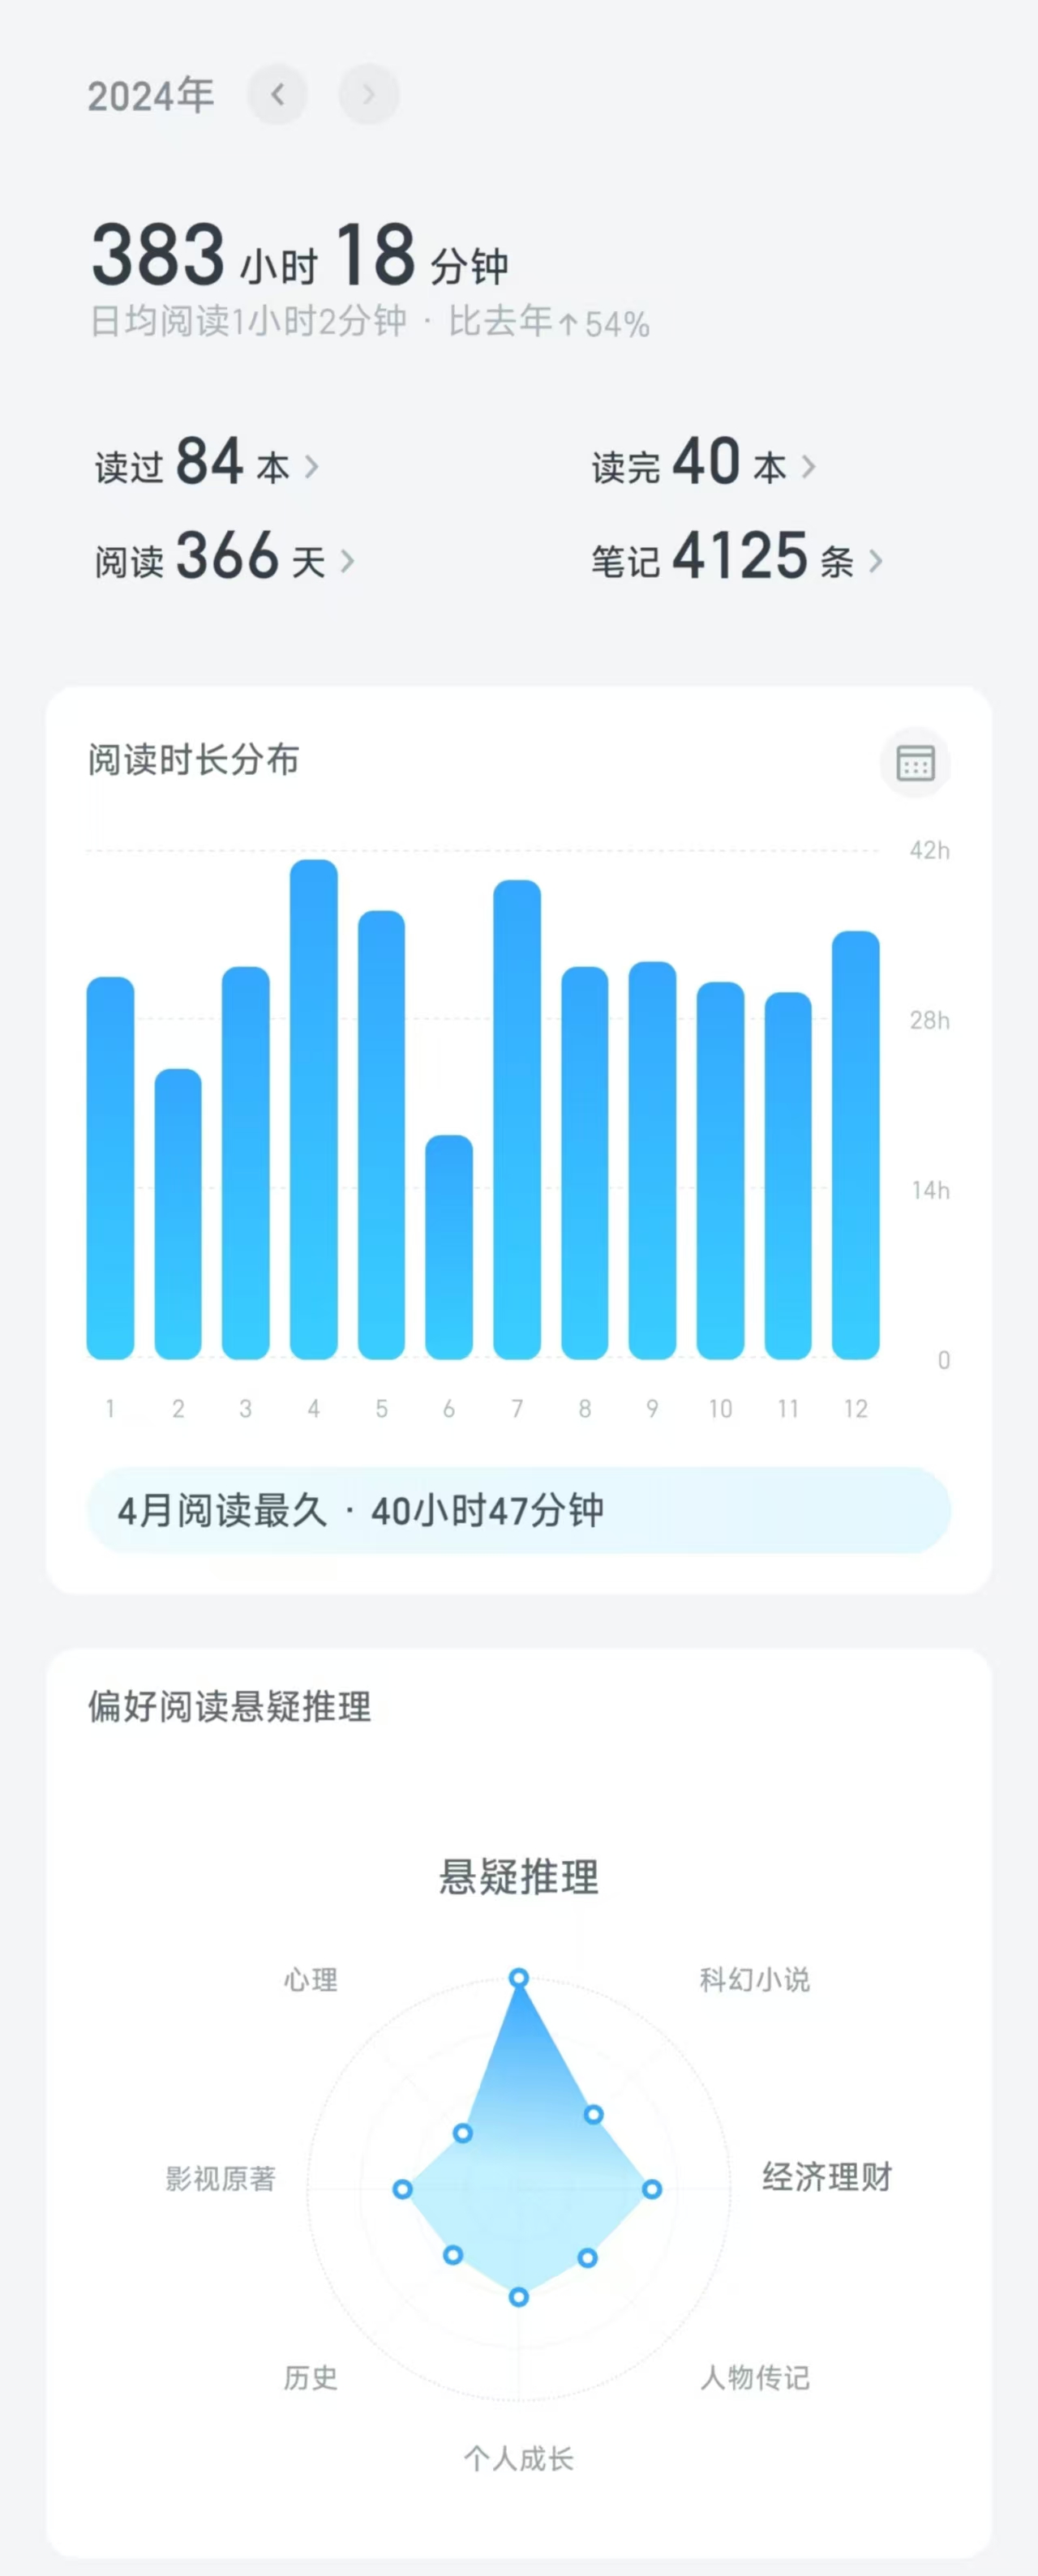 2024年
383 小时 18 分钟
日均阅读1小时2分钟 · 比去年↑54%
读过 84 本 >
读完 40 本 >
阅读 366 天 >
笔记 4125 条 >
阅读时长分布
42h
28h
14h
0
1 2 3 4 5 6 7 8 9 10 11 12
4月阅读最久 · 40小时47分钟
偏好阅读悬疑推理
悬疑推理
心理 科幻小说
影视原著 经济理财
历史 人物传记
个人成长